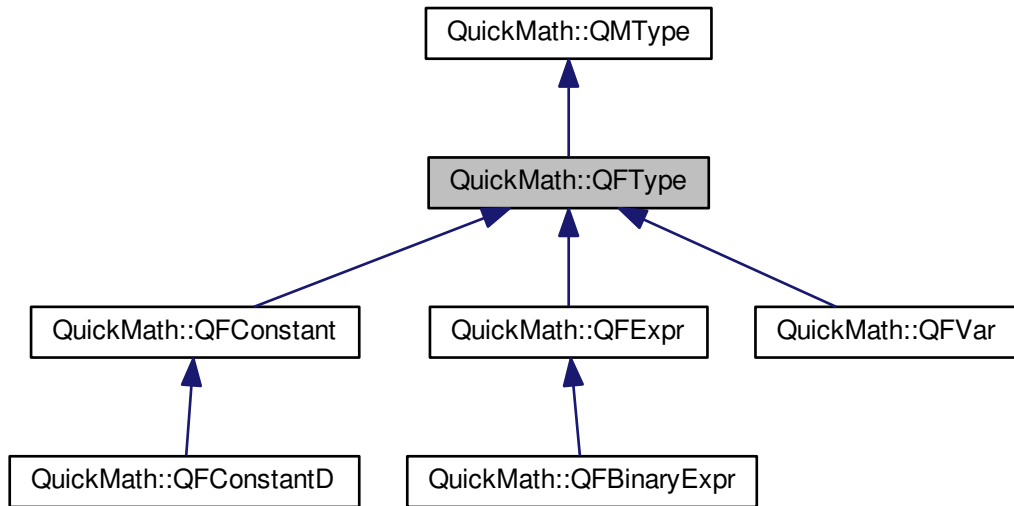 QuickMath::QMType
QuickMath::QFType
QuickMath::QFConstant
QuickMath::QFExpr
QuickMath::QFVar
QuickMath::QFConstantD
QuickMath::QFBinaryExpr